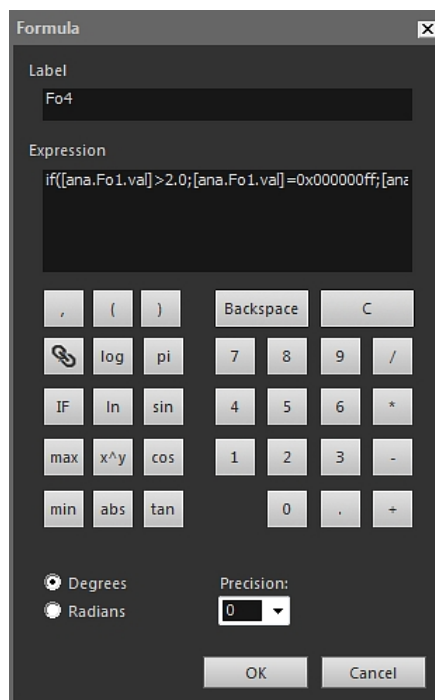 Formula
Label
Fo4
Expression
if([ana.Fo1.val]>2.0;[ana.Fo1.val]=0x000000ff;[ana
, ( ) Backspace C
log pi 7 8 9 /
IF ln sin 4 5 6 *
max x^y cos 1 2 3 -
min abs tan 0 . +
Degrees Precision:
Radians 0
OK Cancel